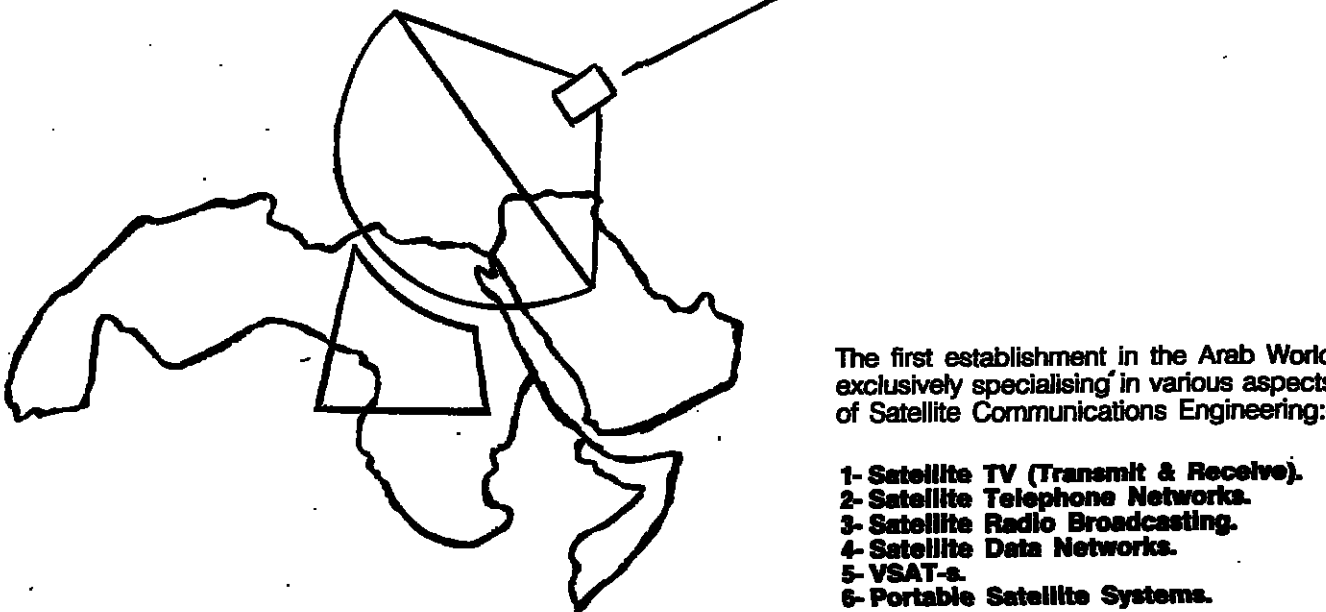 The first establishment in the Arab World
exclusively specialising in various aspects
of Satellite Communications Engineering:
1- Satellite TV (Transmit & Receive).
2- Satellite Telephone Networks.
3- Satellite Radio Broadcasting.
4- Satellite Data Networks.
5- VSAT-s.
6- Portable Satellite Systems.